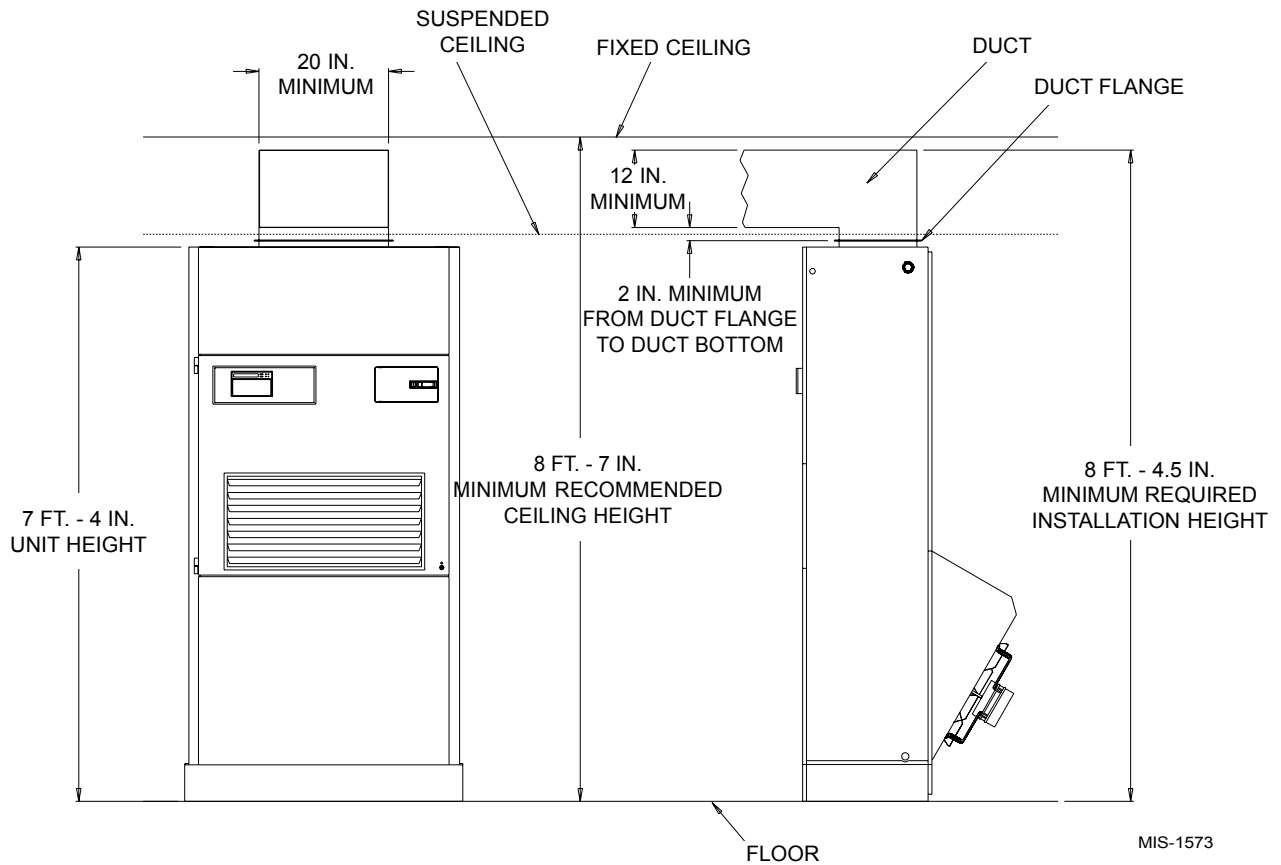 SUSPENDED
CEILING
FIXED CEILING
DUCT
DUCT FLANGE
20 IN.
MINIMUM
12 IN.
MINIMUM
2 IN. MINIMUM
FROM DUCT FLANGE
TO DUCT BOTTOM
7 FT. - 4 IN.
UNIT HEIGHT
8 FT. - 7 IN.
MINIMUM RECOMMENDED
CEILING HEIGHT
8 FT. - 4.5 IN.
MINIMUM REQUIRED
INSTALLATION HEIGHT
FLOOR
MIS-1573